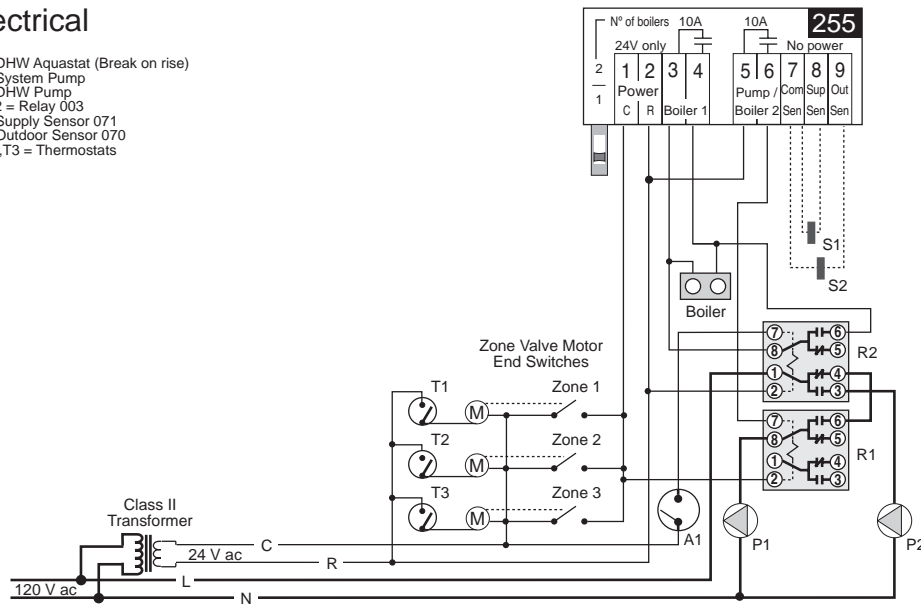 ectrical
DHW Aquastat (Break on rise)
System Pump
DHW Pump
2 = Relay 003
Supply Sensor 071
Outdoor Sensor 070
,T3 = Thermostats
Nº of boilers 10A 10A 255
24V only No power
2 1 2 3 4 5 6 7 8 9
1 Power Pump / Com Sup Out
C R Boiler 1 Boiler 2 Sen Sen Sen
S1
S2
Boiler
7 6
8 5 R2
1 4
2 3
7 6
8 5 R1
1 4
2 3
Zone Valve Motor
End Switches
T1 M Zone 1
T2 M Zone 2
T3 M Zone 3
A1 P1 P2
Class II
Transformer
C
24 V ac R
L
120 V ac N